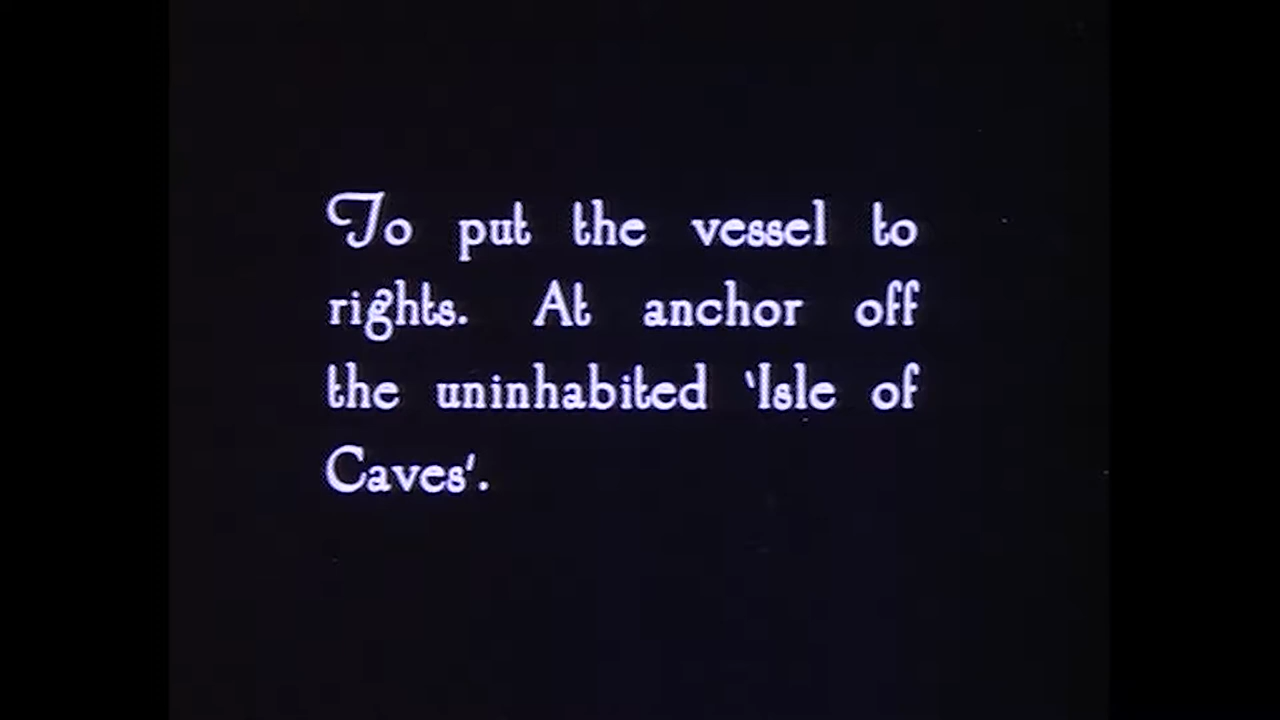 To put the vessel to
rights. At anchor off
the uninhabited 'Isle of
Caves'.